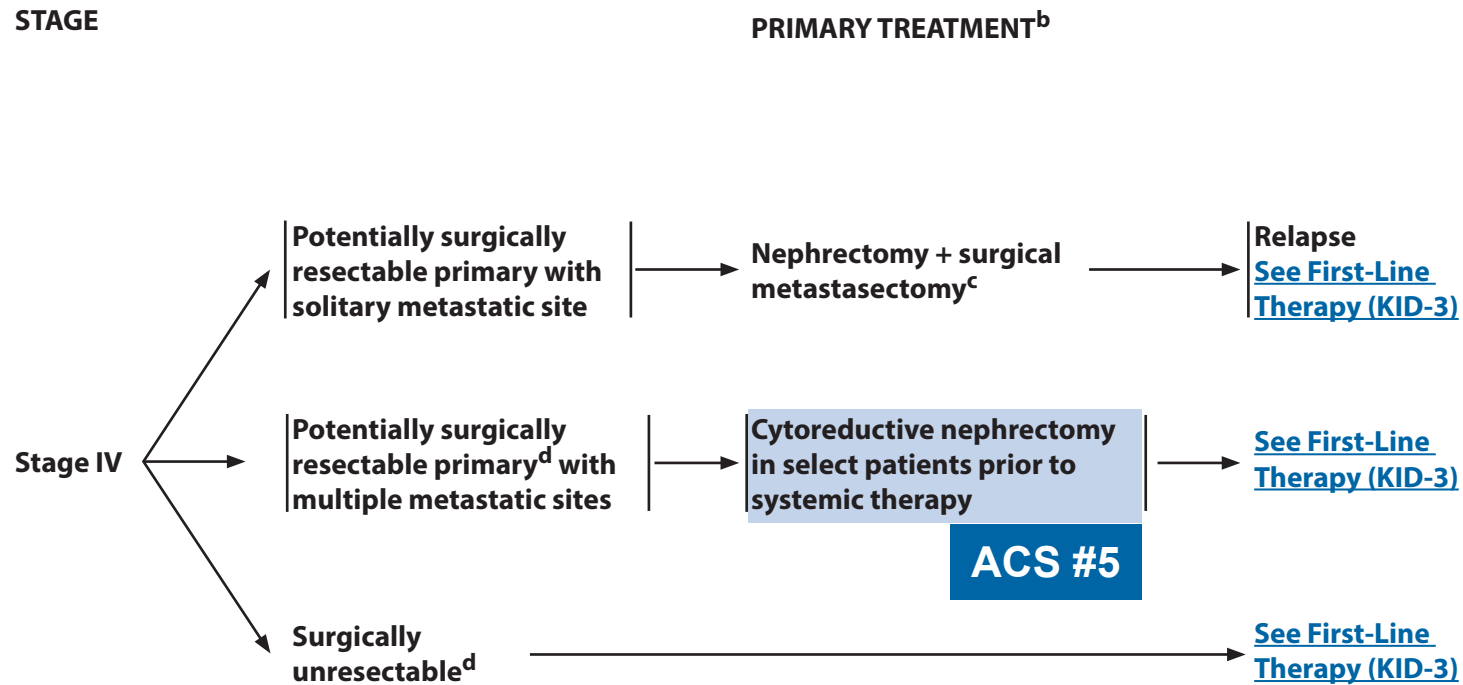 STAGE
PRIMARY TREATMENTb
Potentially surgically
resectable primary with
solitary metastatic site
Nephrectomy + surgical
metastasectomyc
Relapse
See First-Line
Therapy (KID-3)
Stage IV
Potentially surgically
resectable primaryd with
multiple metastatic sites
Cytoreductive nephrectomy
in select patients prior to
systemic therapy
ACS #5
See First-Line
Therapy (KID-3)
Surgically
unresectabled
See First-Line
Therapy (KID-3)